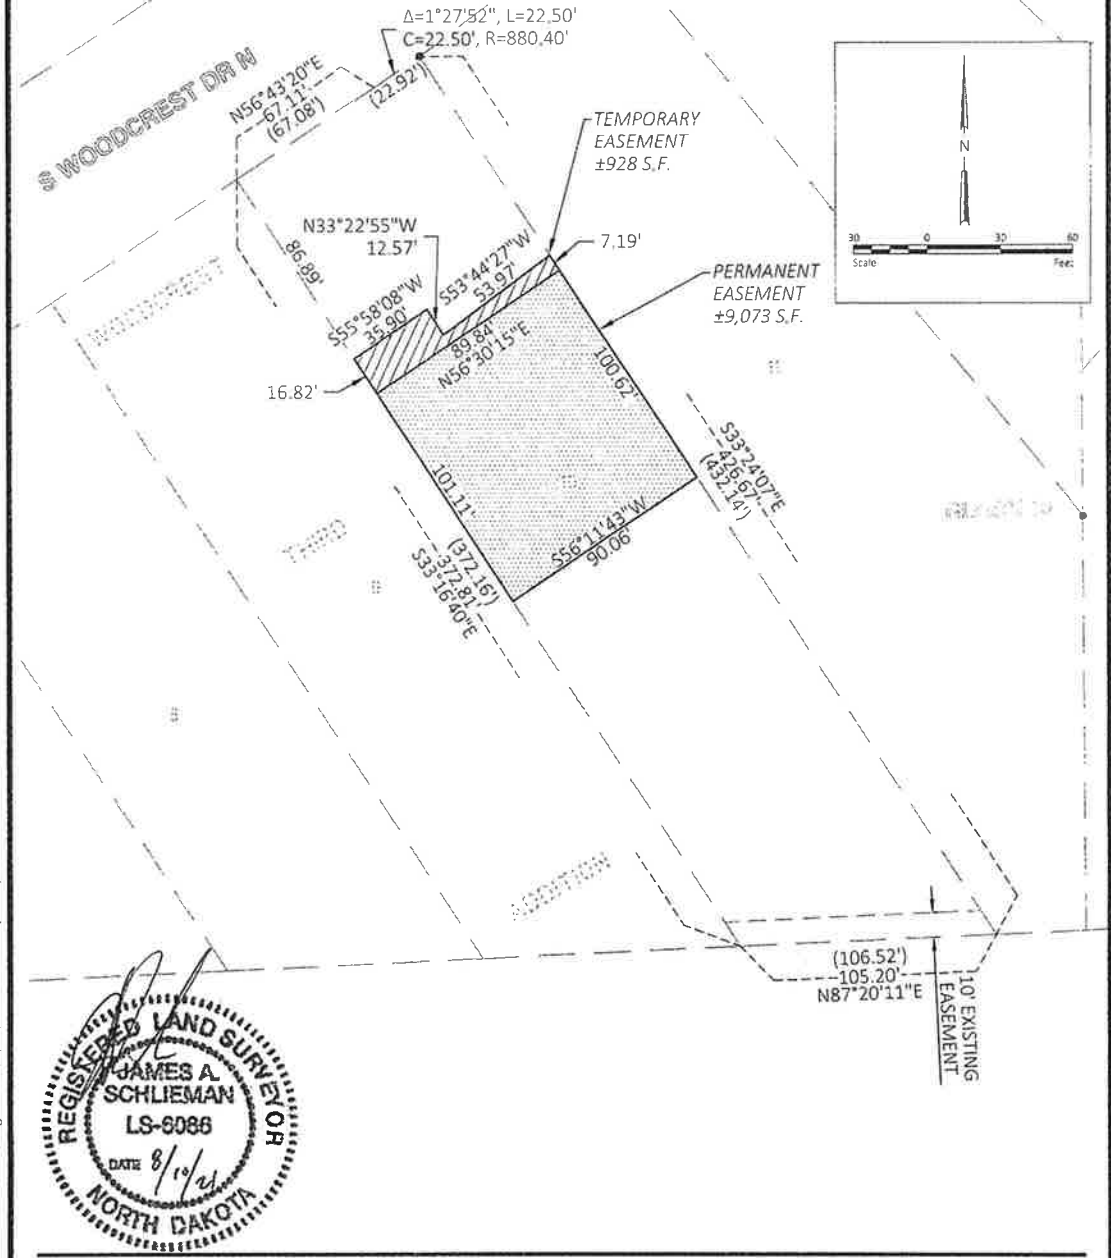 Δ=1°27'52", L=22.50'
C=22.50', R=880.40'
S WOODCREST DR N
N56°43'20"E
67.11'
(67.08')
(22.92')
TEMPORARY
EASEMENT
±928 S.F.
N
30 0 30 60
Scale Feet
N33°22'55"W
12.57'
7.19'
86.89'
S53°44'27"W
53.97'
WOODCREST
PERMANENT
EASEMENT
±9,073 S.F.
S55°58'08"W
35.90'
89.84'
N56°30'15"E
16.82'
100.62'
101.11'
S33°24'07"E
426.67'
(432.14')
THIRD
S56°11'43"W
90.06'
(372.16')
372.81'
S33°16'40"E
ADDITION
(106.52')
105.20'
N87°20'11"E
10' EXISTING
EASEMENT
REGISTERED LAND SURVEYOR
JAMES A.
SCHLIEMAN
LS-6086
DATE 8/10/21
NORTH DAKOTA